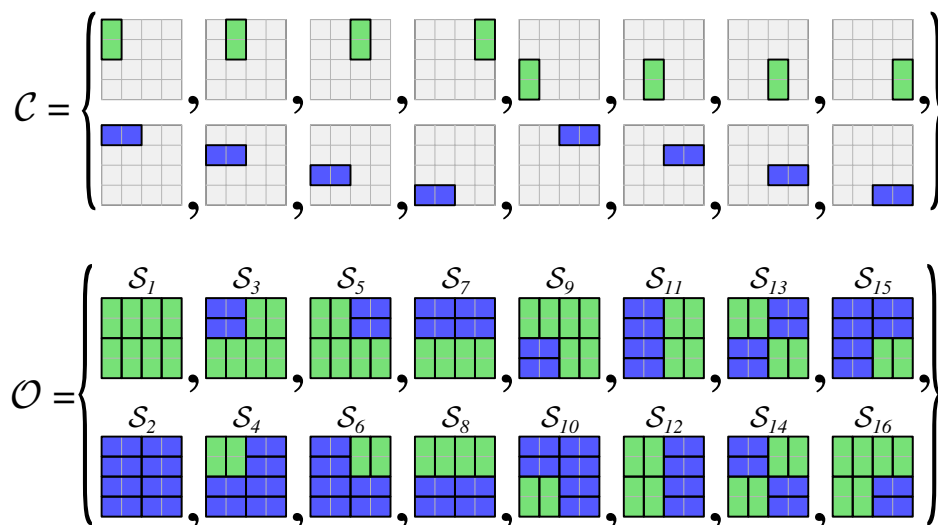 C = { , , , , , , , ,
, , , , , , , }
S1 S3 S5 S7 S9 S11 S13 S15
O = { , , , , , , , ,
S2 S4 S6 S8 S10 S12 S14 S16
, , , , , , , }